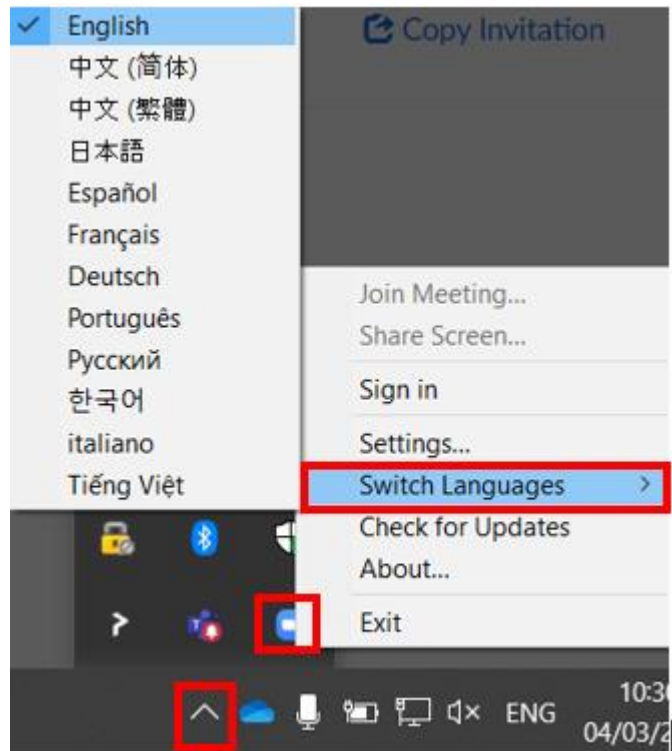 English
中文 (简体)
中文 (繁體)
日本語
Español
Français
Deutsch
Português
Русский
한국어
italiano
Tiếng Việt
Copy Invitation
Join Meeting...
Share Screen...
Sign in
Settings...
Switch Languages
Check for Updates
About...
Exit
ENG